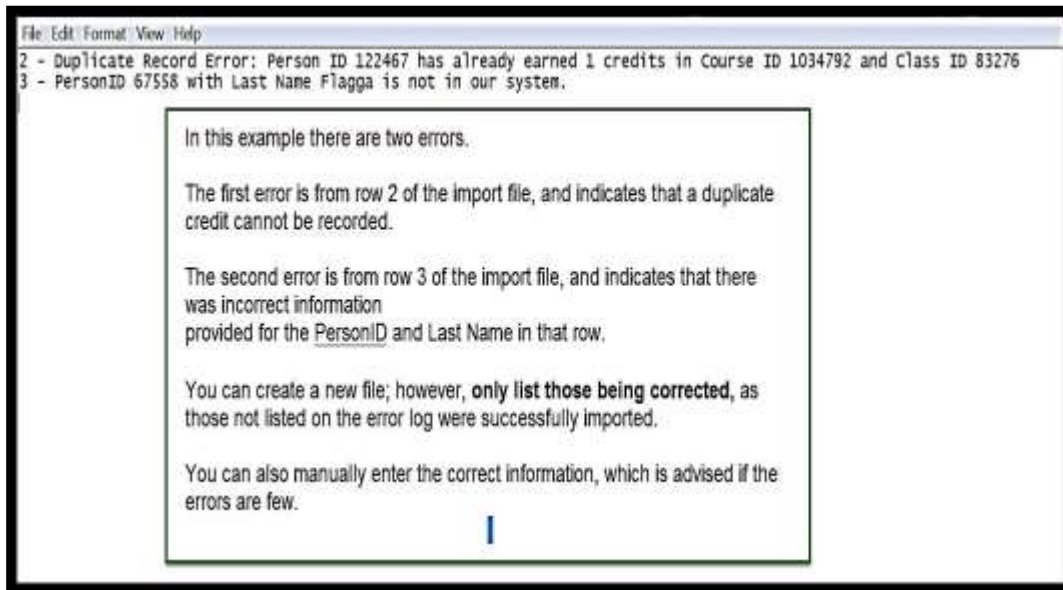 File Edit Format View Help
2 - Duplicate Record Error: Person ID 122467 has already earned 1 credits in Course ID 1034792 and Class ID 83276
3 - PersonID 67558 with Last Name Flagga is not in our system.
In this example there are two errors.
The first error is from row 2 of the import file, and indicates that a duplicate
credit cannot be recorded.
The second error is from row 3 of the import file, and indicates that there
was incorrect information
provided for the PersonID and Last Name in that row.
You can create a new file; however, only list those being corrected, as
those not listed on the error log were successfully imported.
You can also manually enter the correct information, which is advised if the
errors are few.